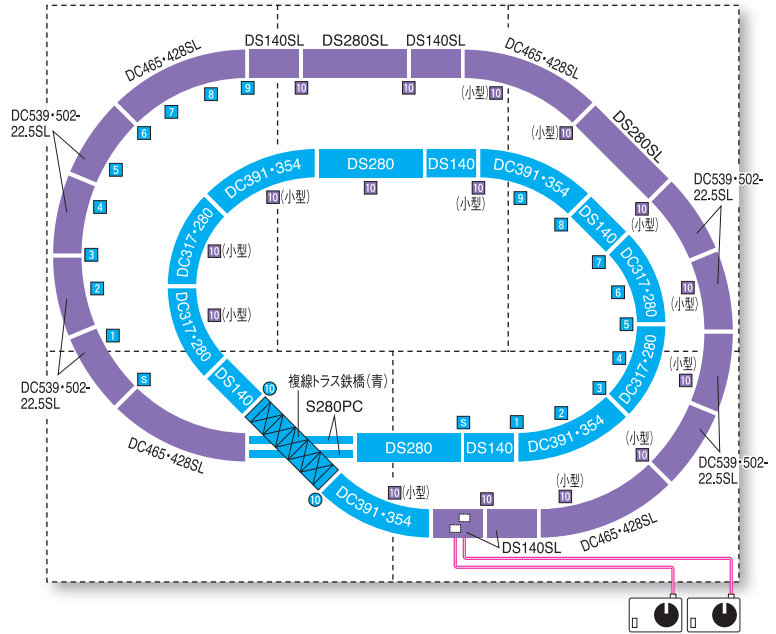 DS140SL
DS280SL
DS140SL
DC465・428SL
DC465・428SL
DS280SL
DC539・502-
22.5SL
9
8
7
6
5
4
3
2
1
S
10
10
(小型)10
(小型)10
DC391・354
DS280
DS140
DC391・354
10(小型)
10
10
(小型)
9
8
7
6
5
4
3
2
1
S
DS140
DC317・280
DC317・280
10
(小型)
DC539・502-
22.5SL
10
(小型)
DC317・280
10(小型)
DC317・280
10(小型)
DS140
10
複線トラス鉄橋(青)
S280PC
DS280
DS140
DC391・354
(小型)
10
DC539・502-
22.5SL
DC465・428SL
10
DC391・354
10(小型)
10
10
(小型)
10
(小型)
DC539・502-
22.5SL
DS140SL
DC465・428SL